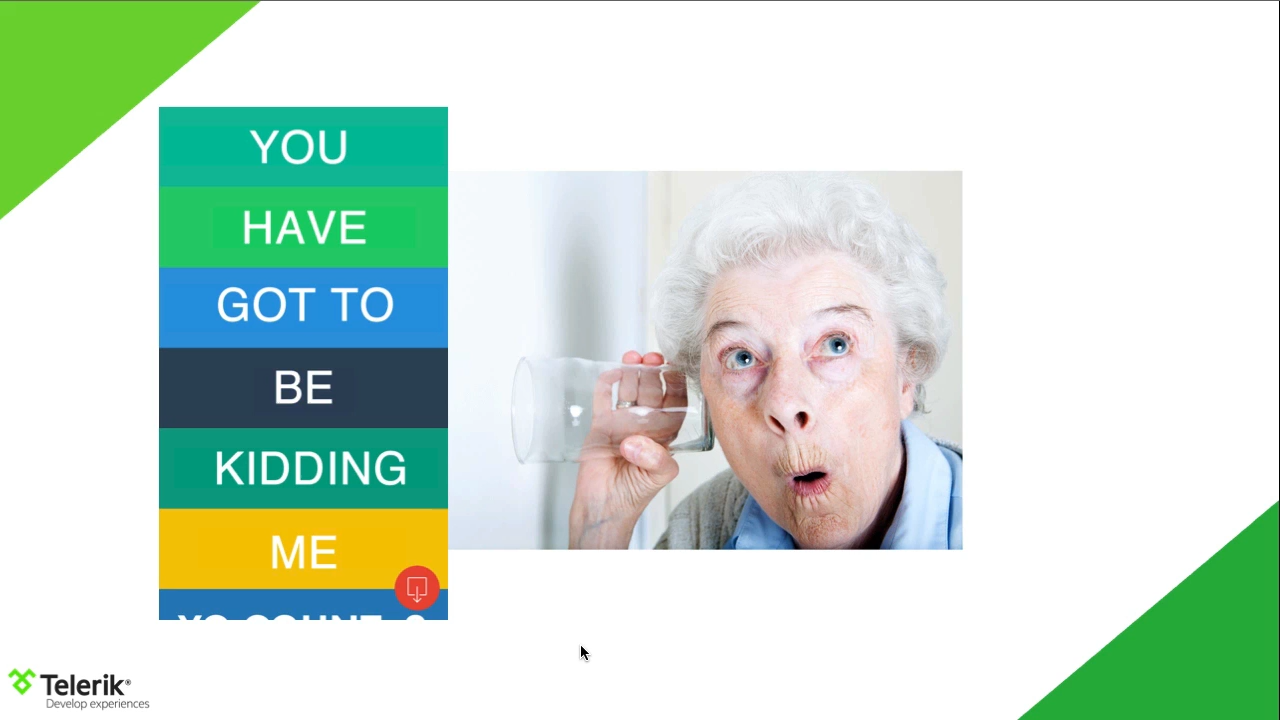 YOU
HAVE
GOT TO
BE
KIDDING
ME
Telerik®
Develop experiences